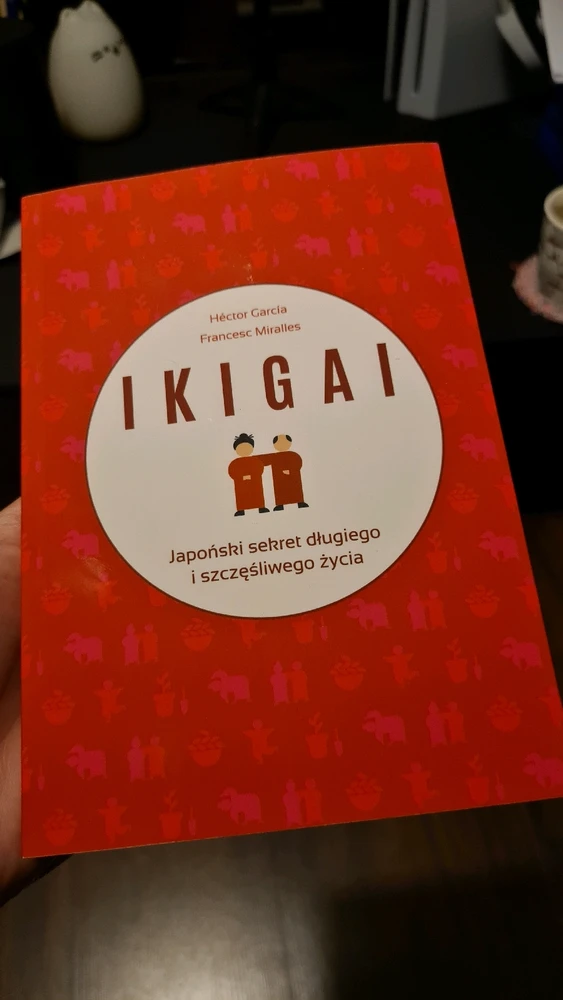 Héctor García
Francesc Miralles
IKIGAI
Japoński sekret długiego
i szczęśliwego życia